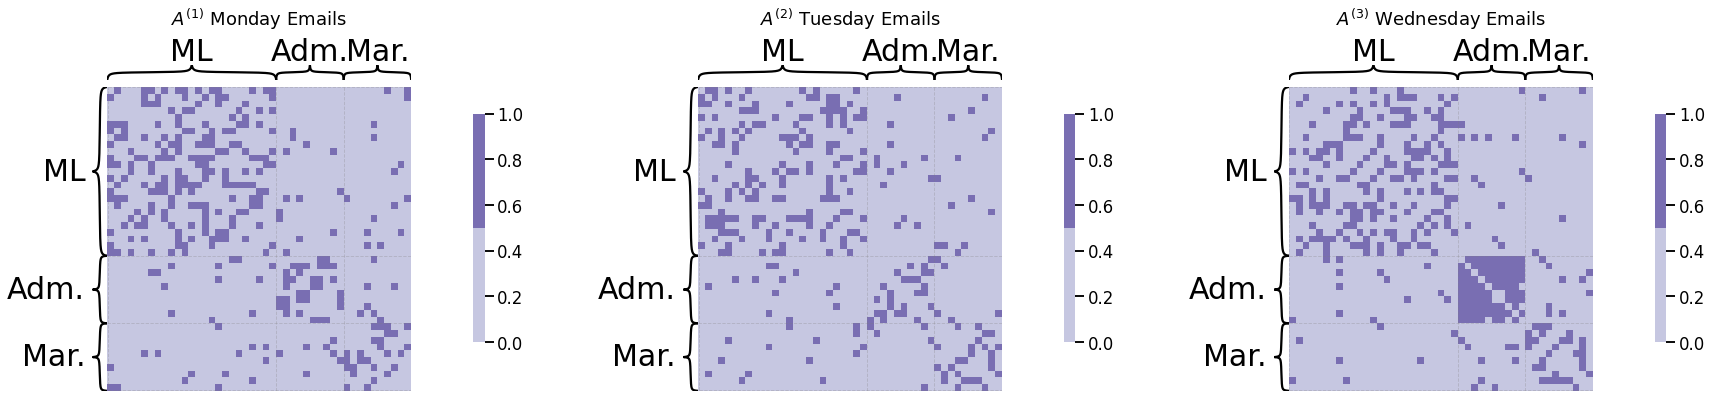 A⁽¹⁾ Monday Emails
ML Adm. Mar.
ML
Adm.
Mar.
1.0
0.8
0.6
0.4
0.2
0.0
A⁽²⁾ Tuesday Emails
ML Adm. Mar.
ML
Adm.
Mar.
1.0
0.8
0.6
0.4
0.2
0.0
A⁽³⁾ Wednesday Emails
ML Adm. Mar.
ML
Adm.
Mar.
1.0
0.8
0.6
0.4
0.2
0.0